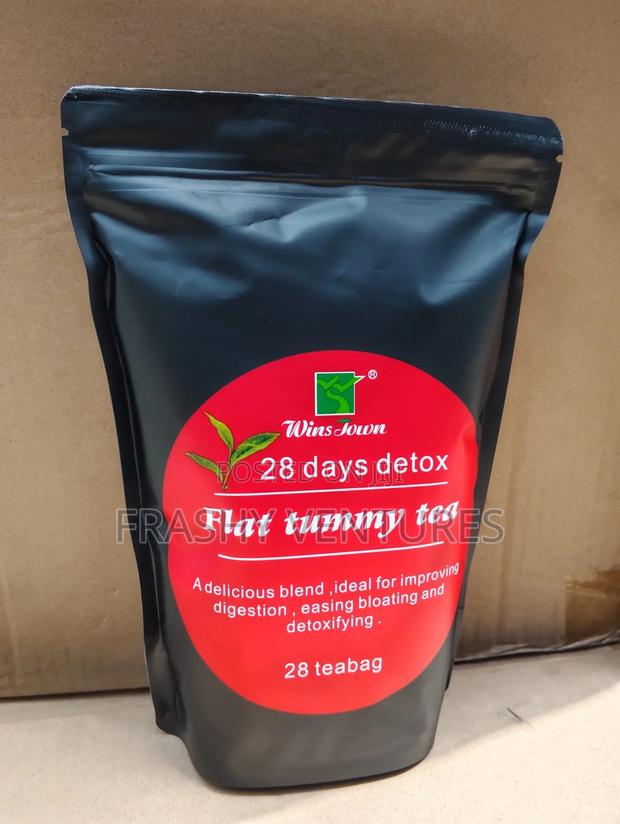 ®
Wins Town
28 days detox
POSTED ON JIJI
Flat tummy tea
FRASHY VENTURES
A delicious blend ,ideal for improving
digestion , easing bloating and
detoxifying .
28 teabag